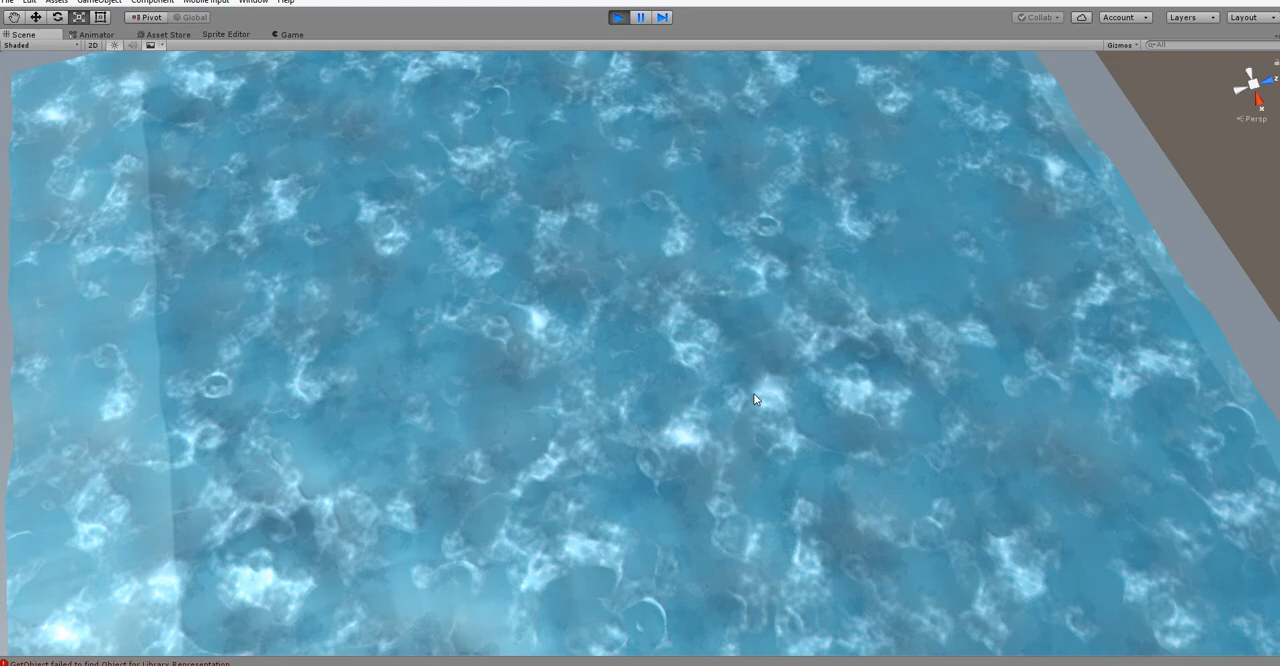 File Edit Assets GameObject Component Mobile Input Window Help
Pivot Global Collab Account Layers Layout
Scene Animator Asset Store Sprite Editor Game
Shaded 2D Gizmos All
z
x
Persp
GetObject failed to find Object for Library Representation